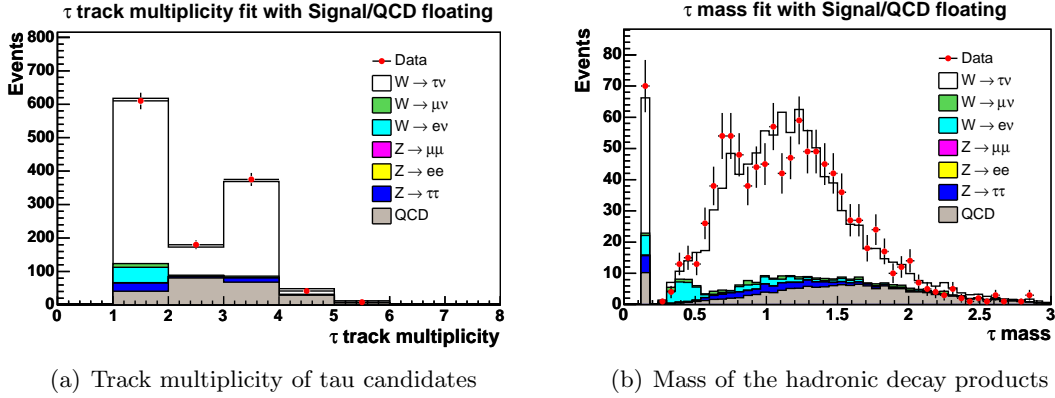 τ track multiplicity fit with Signal/QCD floating
Events
800
700
600
500
400
300
200
100
0
0 1 2 3 4 5 6 7 8
τ track multiplicity
Data
W → τν
W → μν
W → eν
Z → μμ
Z → ee
Z → ττ
QCD
(a) Track multiplicity of tau candidates
τ mass fit with Signal/QCD floating
Events
80
70
60
50
40
30
20
10
0
0 0.5 1 1.5 2 2.5 3
τ mass
Data
W → τν
W → μν
W → eν
Z → μμ
Z → ee
Z → ττ
QCD
(b) Mass of the hadronic decay products